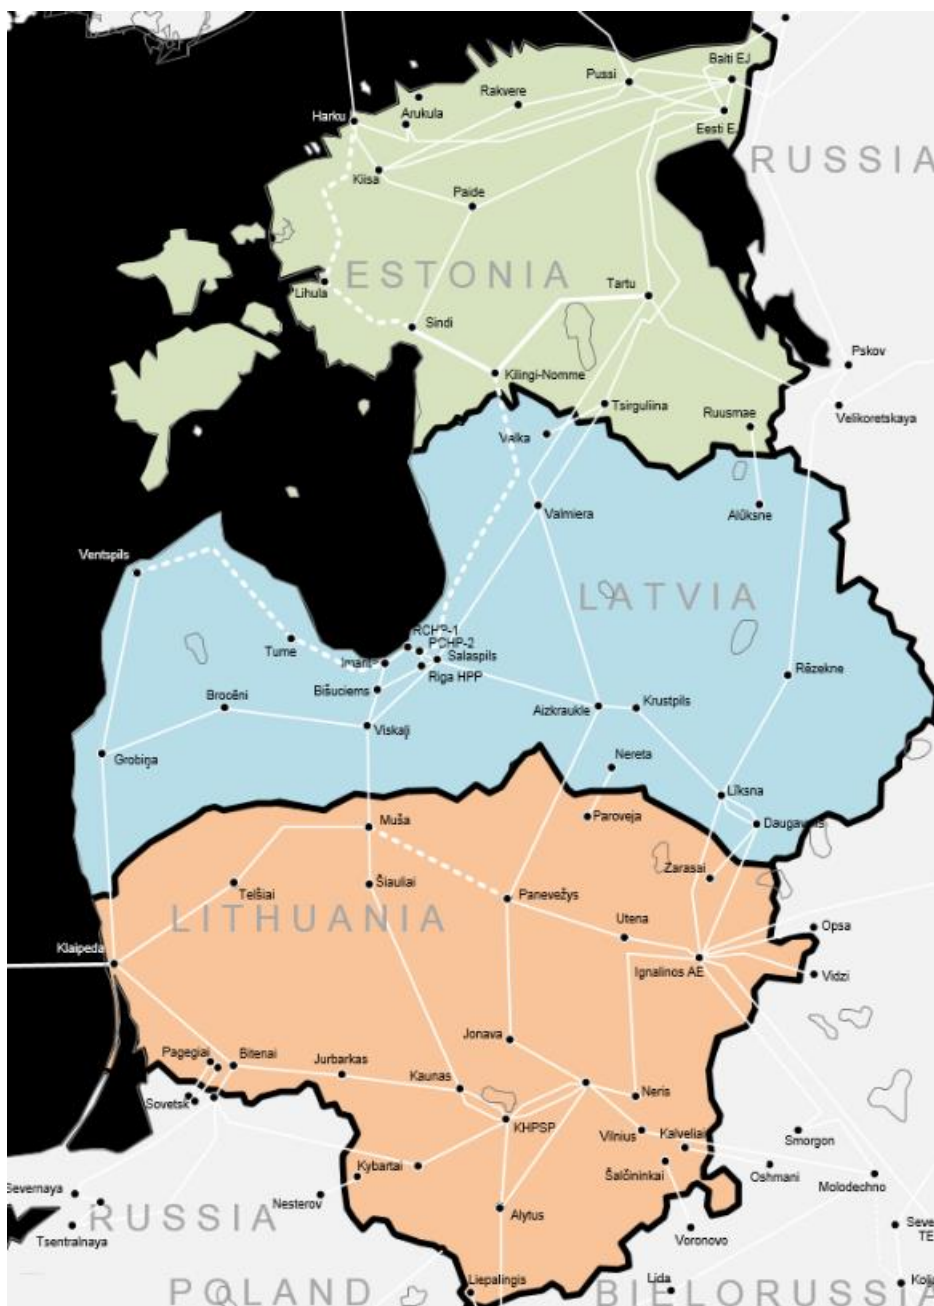 Balti EJ
Pussi
Rakvere
Harku
Arukula
Eesti E
RUSSIA
Kiisa
Paide
ESTONIA
Tartu
Lihula
Sindi
Pskov
Kilingi-Nomme
Tsirguliina
Ruusmae
Velikoretskaya
Valka
Valmiera
Alūksne
Ventspils
LATVIA
RCHP-1
Tume
Salaspils
Riga HPP
Rēzekne
Bišuciems
Brocēni
Aizkraukle
Krustpils
Viskaļi
Grobiņa
Nereta
Līksna
Muša
Paroveja
Daugavpils
Zarasai
Telšiai
Šiauliai
Panevežys
LITHUANIA
Utena
Opsa
Klaipeda
Ignalinos AE
Vidzi
Jonava
Pagegiai
Bitenai
Jurbarkas
Kaunas
Neris
Sovetsk
KHPSP
Vilnius
Kalveliai
Smorgon
Kybartai
Šalčininkai
Oshmani
Molodechno
Severnaya
Nesterov
RUSSIA
Alytus
Tsentralnaya
Voronovo
Seve
TE
Liepalingis
Lida
POLAND
BIELORUSSIA